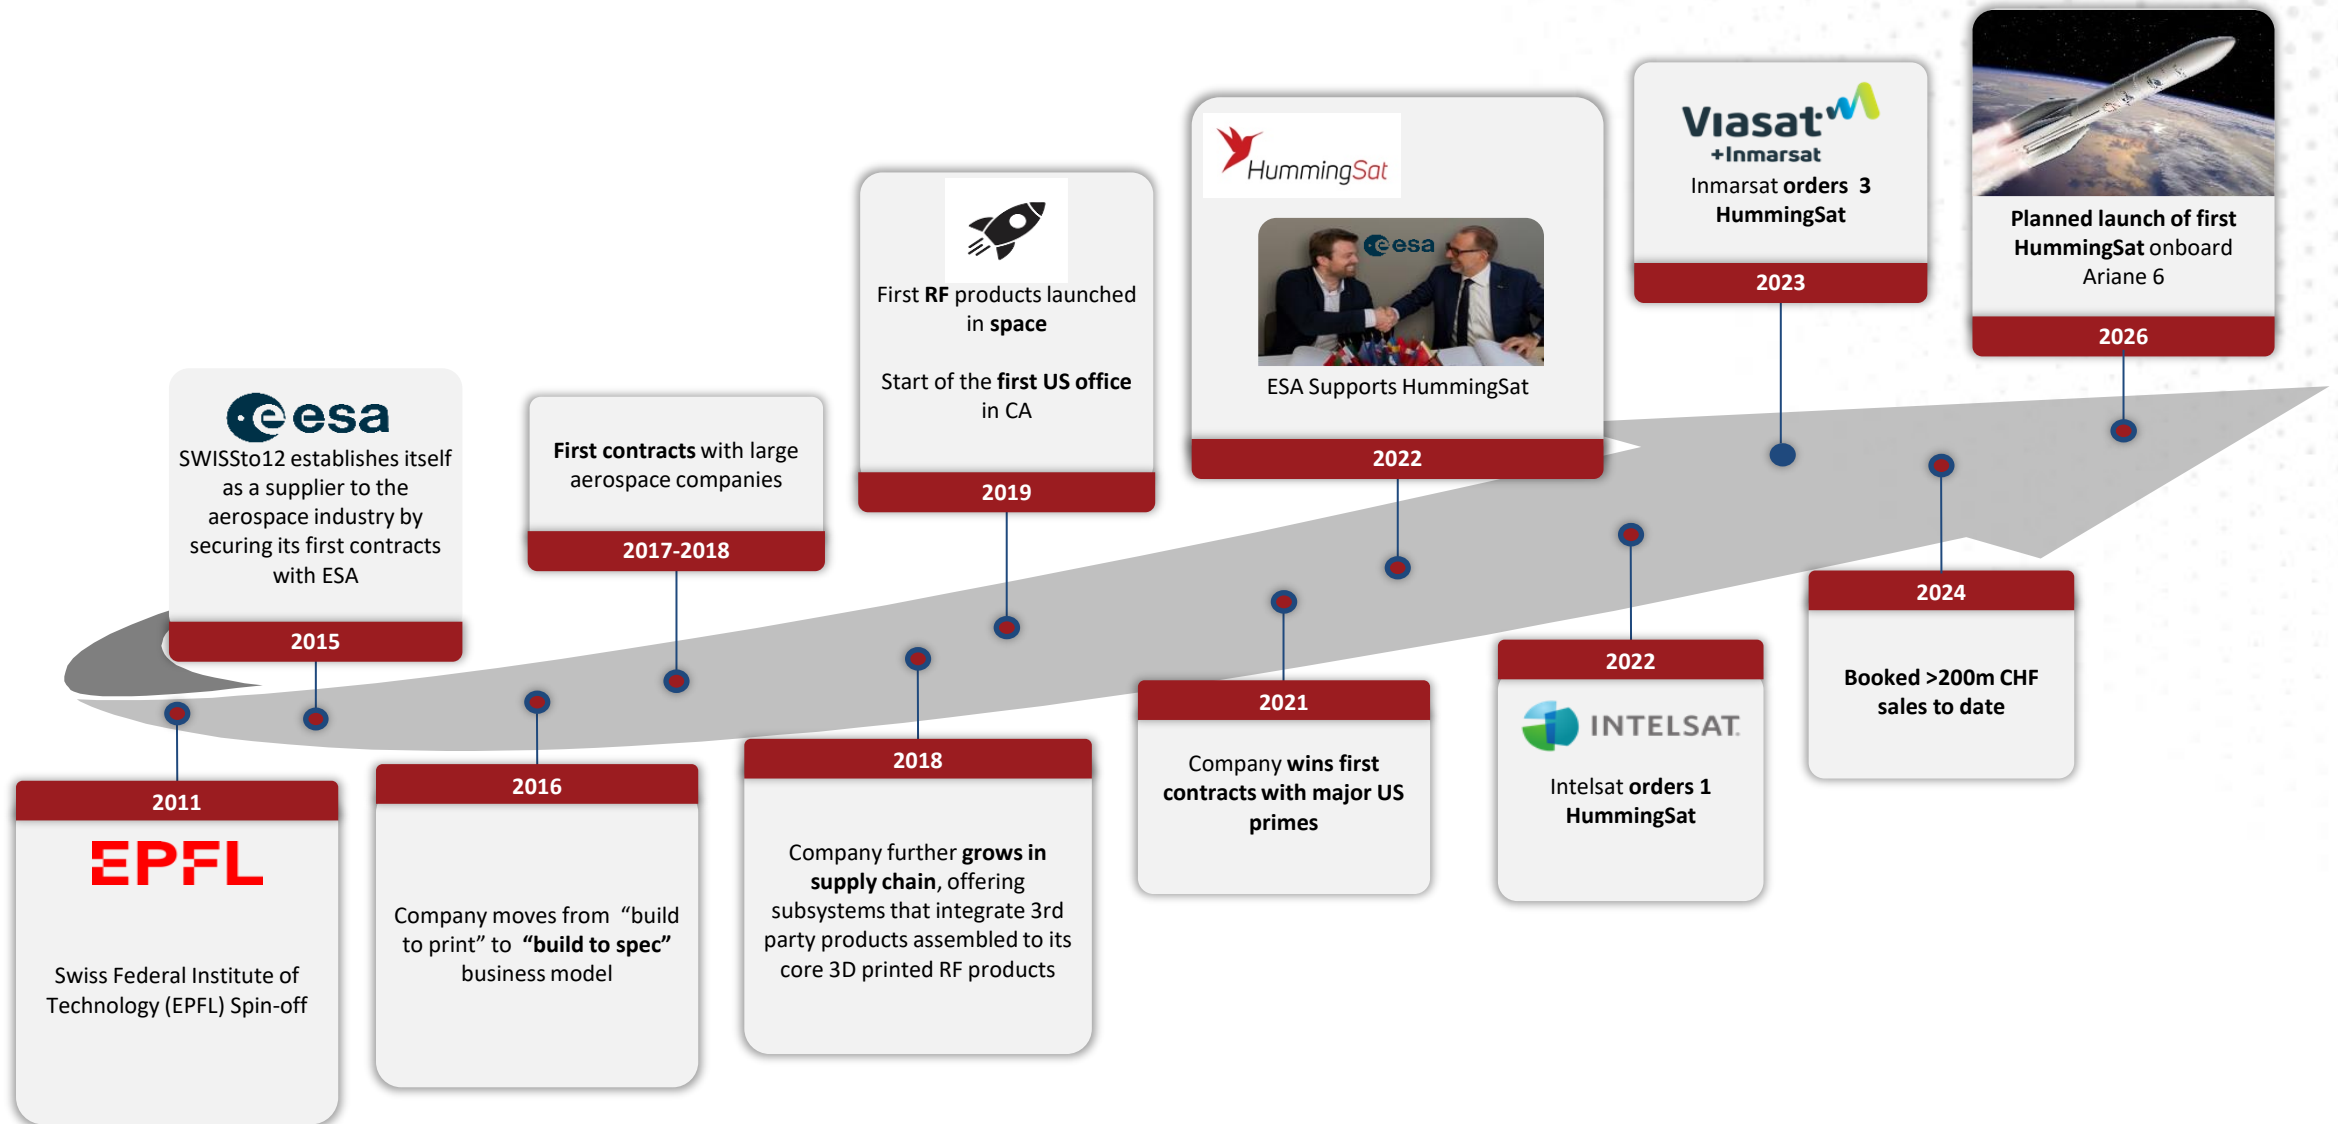 esa
SWISSto12 establishes itself
as a supplier to the
aerospace industry by
securing its first contracts
with ESA
2015
First contracts with large
aerospace companies
2017-2018
First RF products launched
in space
Start of the first US office
in CA
2019
HummingSat
esa
ESA Supports HummingSat
2022
Viasat
+Inmarsat
Inmarsat orders 3
HummingSat
2023
Planned launch of first
HummingSat onboard
Ariane 6
2026
2011
EPFL
Swiss Federal Institute of
Technology (EPFL) Spin-off
2016
Company moves from “build
to print” to “build to spec”
business model
2018
Company further grows in
supply chain, offering
subsystems that integrate 3rd
party products assembled to its
core 3D printed RF products
2021
Company wins first
contracts with major US
primes
2022
INTELSAT
Intelsat orders 1
HummingSat
2024
Booked >200m CHF
sales to date